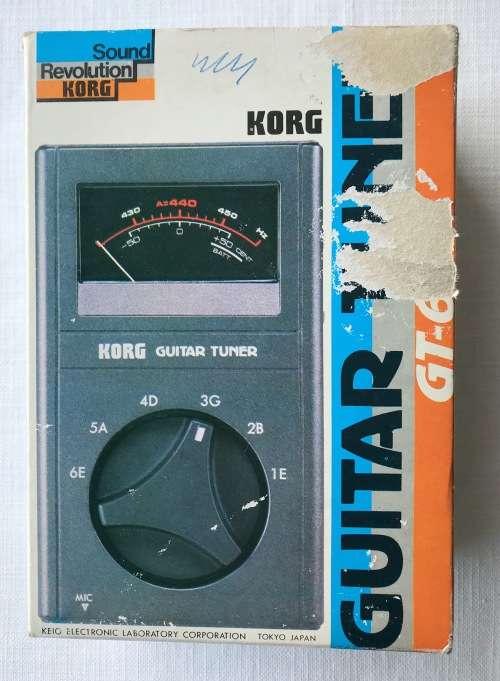 Sound
Revolution
KORG
KORG
430 A=440 450 Hz
-50 0 +50 CENT
BATT
KORG GUITAR TUNER
6E 5A 4D 3G 2B 1E
MIC
KEIO ELECTRONIC LABORATORY CORPORATION TOKYO JAPAN
GUITAR TUNE
GT-6